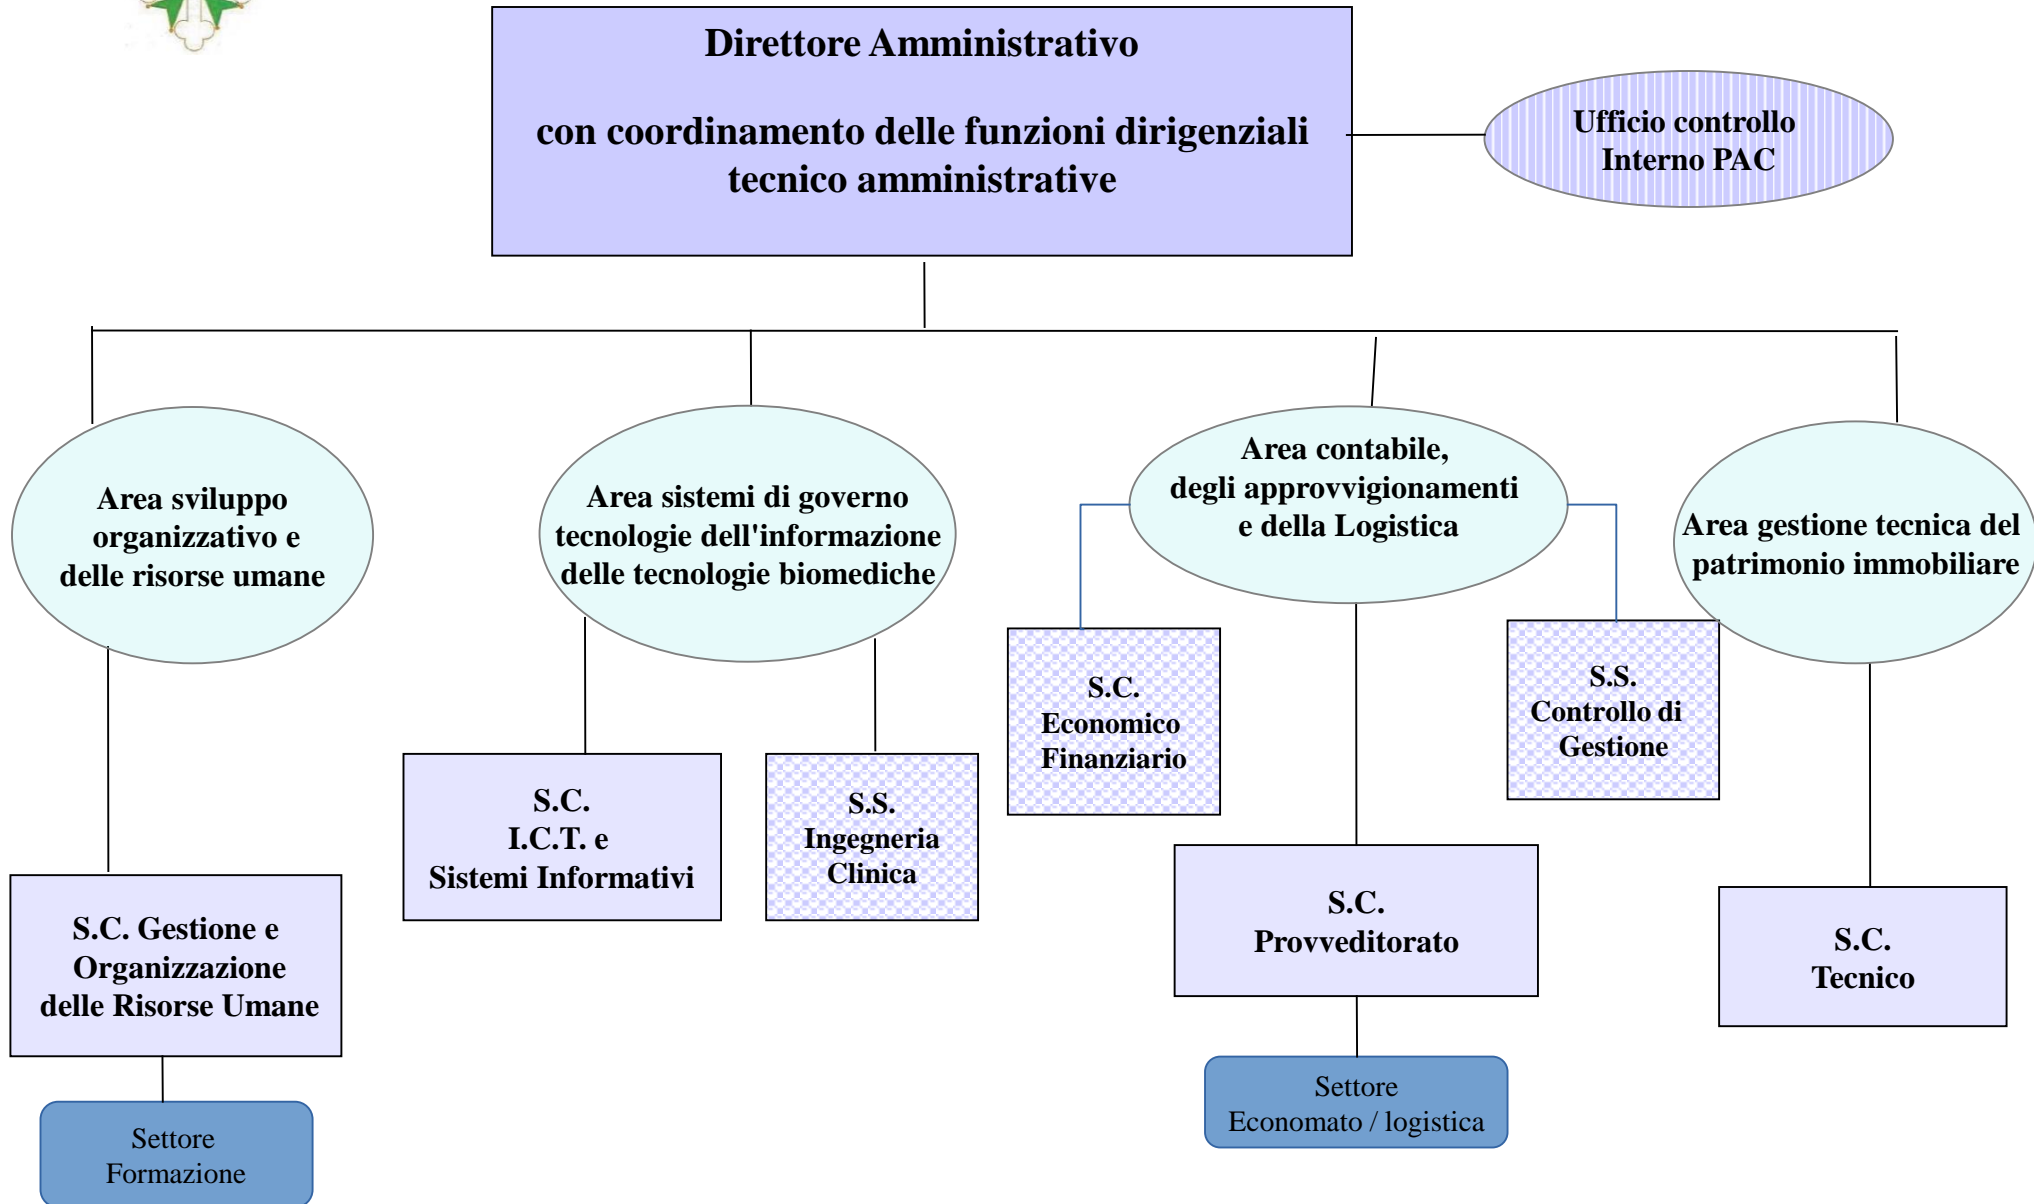 Direttore Amministrativo
con coordinamento delle funzioni dirigenziali
tecnico amministrative
Ufficio controllo
Interno PAC
Area sviluppo
organizzativo e
delle risorse umane
Area sistemi di governo
tecnologie dell'informazione
delle tecnologie biomediche
Area contabile,
degli approvvigionamenti
e della Logistica
Area gestione tecnica del
patrimonio immobiliare
S.C.
Economico
Finanziario
S.S.
Controllo di
Gestione
S.C.
I.C.T. e
Sistemi Informativi
S.S.
Ingegneria
Clinica
S.C. Gestione e
Organizzazione
delle Risorse Umane
S.C.
Provveditorato
S.C.
Tecnico
Settore
Formazione
Settore
Economato / logistica